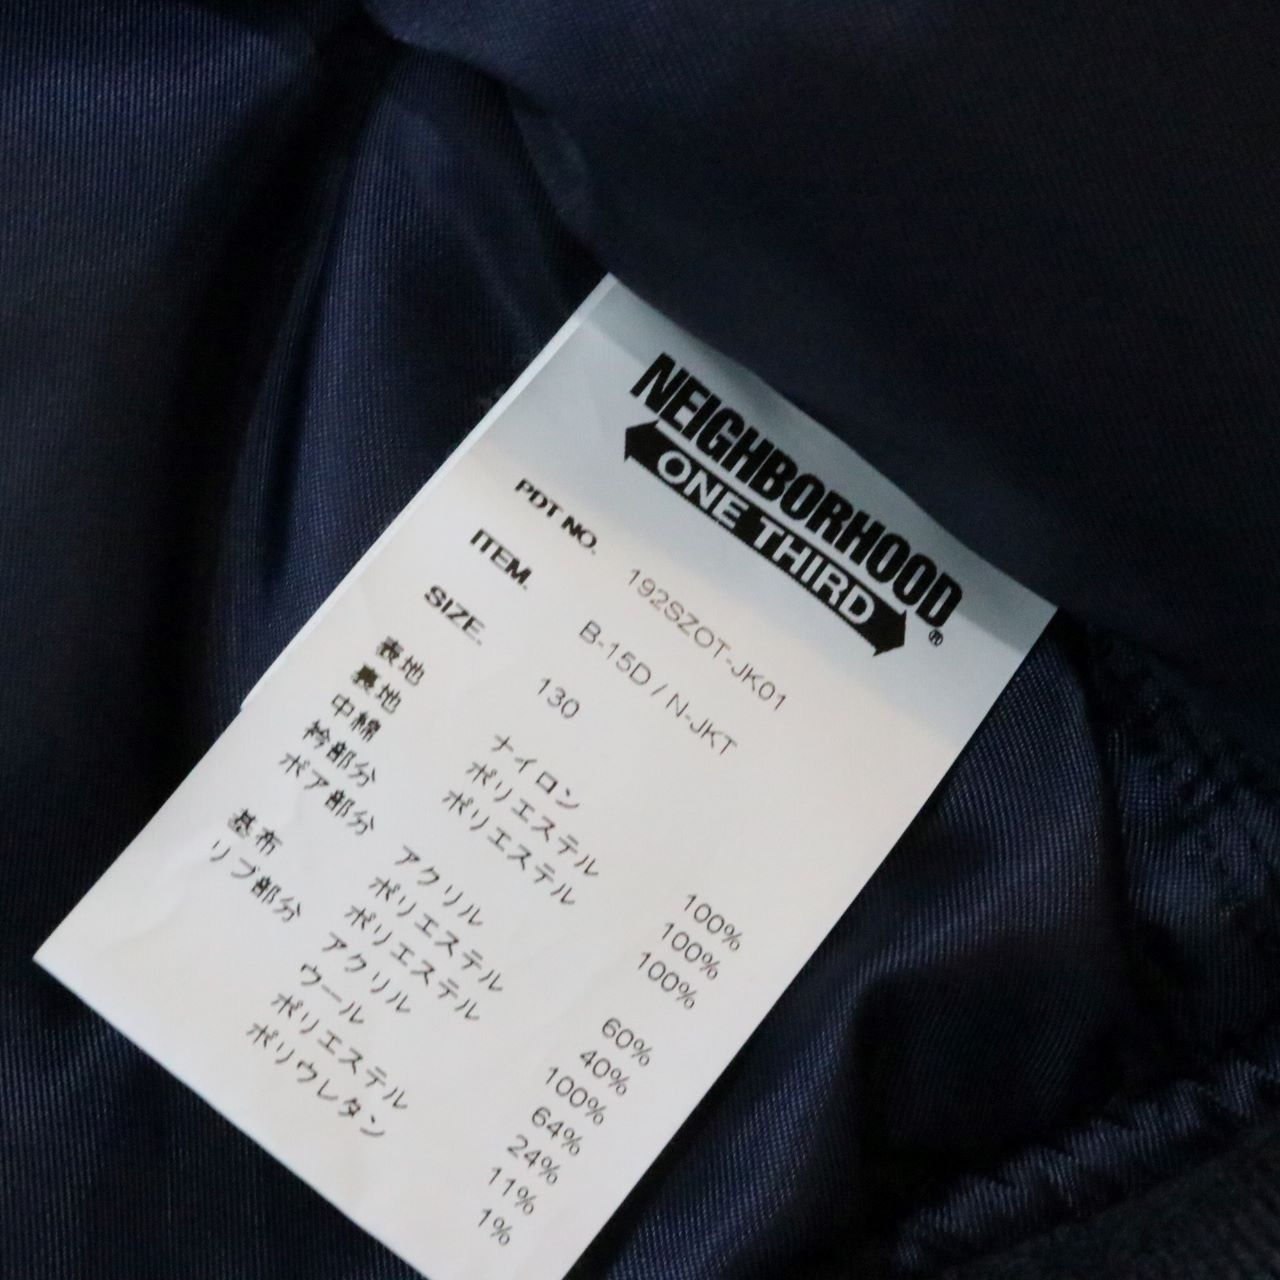 NEIGHBORHOOD®
ONE THIRD
PDT NO. 192SZOT-JK01
ITEM. B-15D / N-JKT
SIZE. 130
表地 ナイロン 100%
裏地 ポリエステル 100%
中綿 ポリエステル 100%
衿部分
ボア部分 アクリル 60%
ポリエステル 40%
基布 ポリエステル 100%
リブ部分 アクリル 64%
ウール 24%
ポリエステル 11%
ポリウレタン 1%